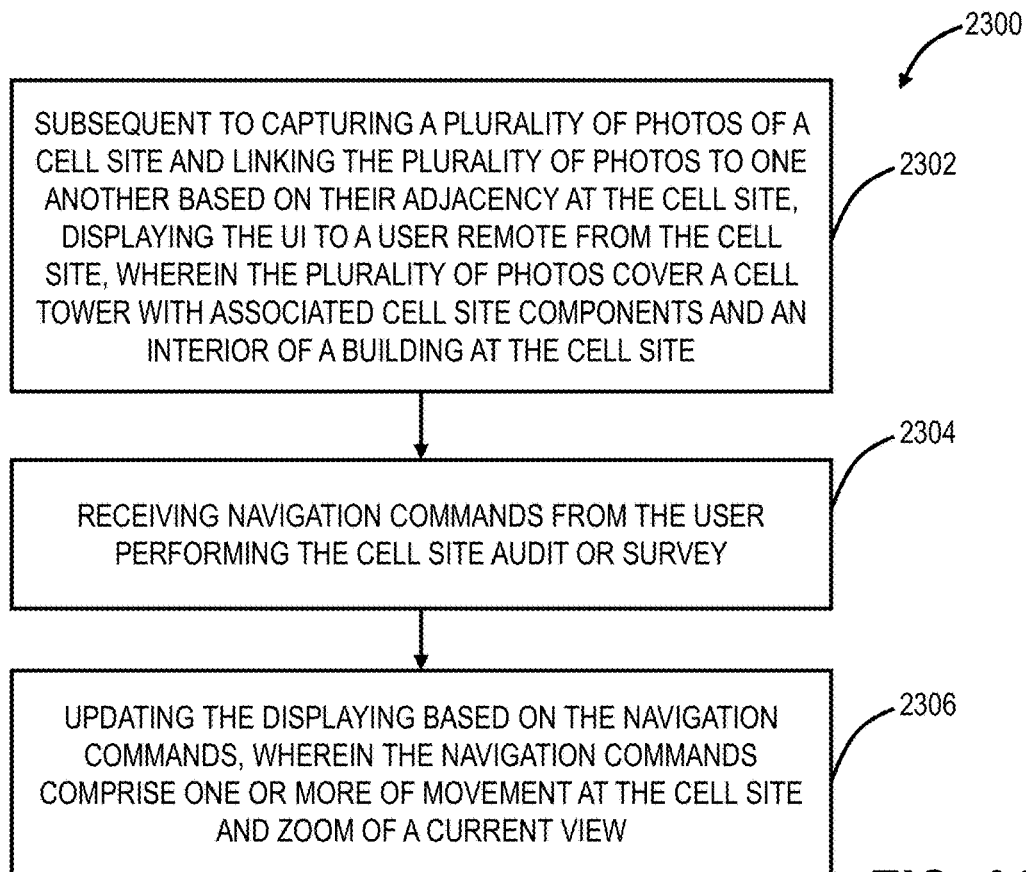 2300
SUBSEQUENT TO CAPTURING A PLURALITY OF PHOTOS OF A
CELL SITE AND LINKING THE PLURALITY OF PHOTOS TO ONE
ANOTHER BASED ON THEIR ADJACENCY AT THE CELL SITE,
DISPLAYING THE UI TO A USER REMOTE FROM THE CELL
SITE, WHEREIN THE PLURALITY OF PHOTOS COVER A CELL
TOWER WITH ASSOCIATED CELL SITE COMPONENTS AND AN
INTERIOR OF A BUILDING AT THE CELL SITE
2302
RECEIVING NAVIGATION COMMANDS FROM THE USER
PERFORMING THE CELL SITE AUDIT OR SURVEY
2304
UPDATING THE DISPLAYING BASED ON THE NAVIGATION
COMMANDS, WHEREIN THE NAVIGATION COMMANDS
COMPRISE ONE OR MORE OF MOVEMENT AT THE CELL SITE
AND ZOOM OF A CURRENT VIEW
2306